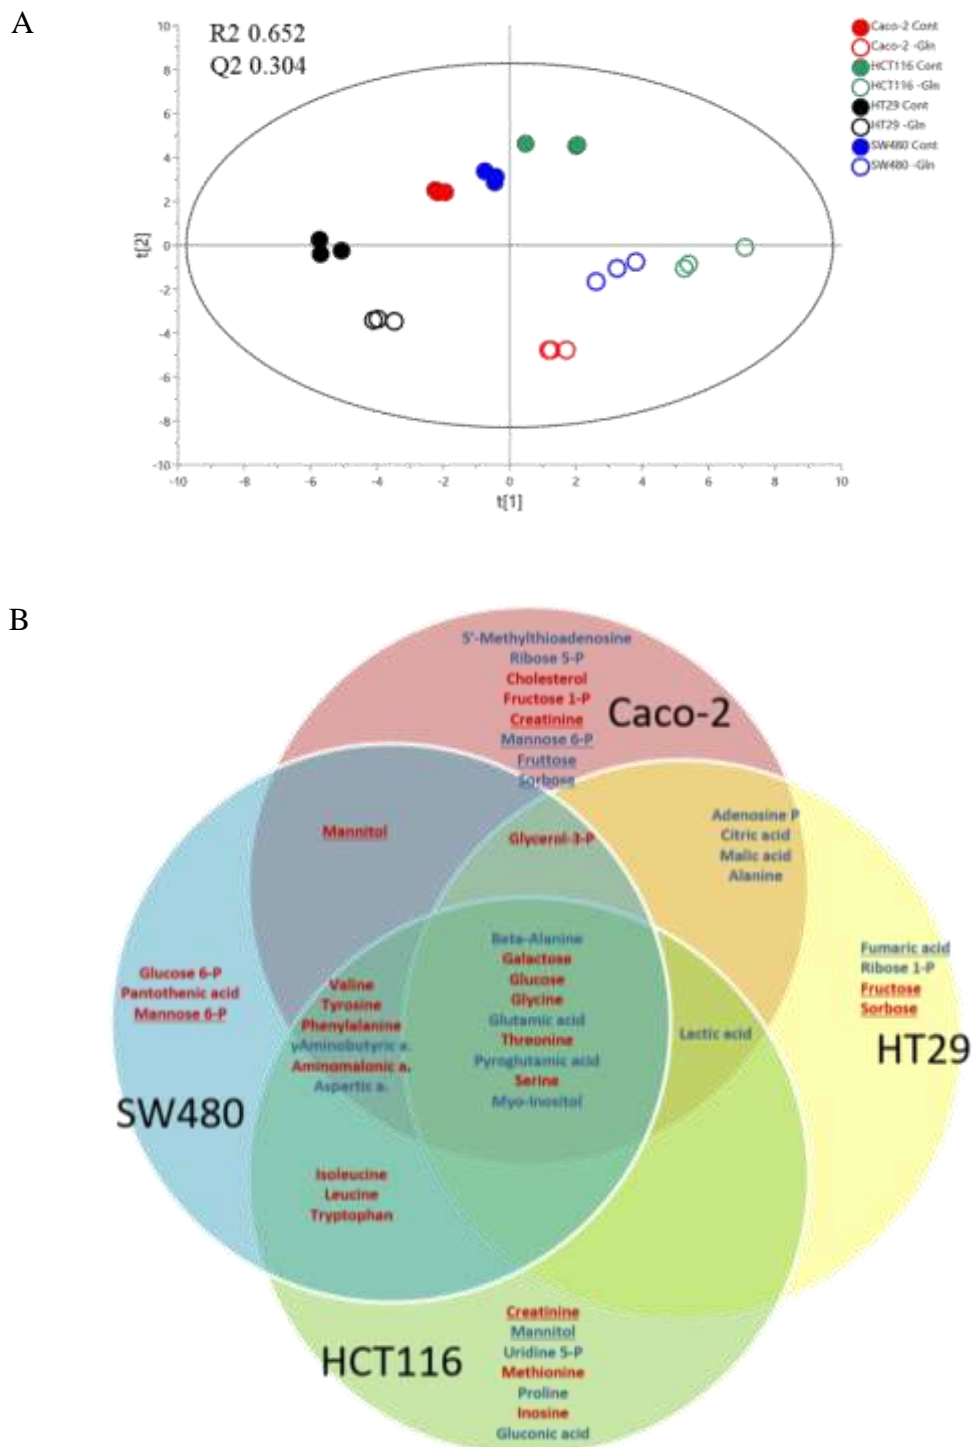 A
R2 0.652
Q2 0.304
Caco-2 Cont
Caco-2 -Gln
HCT116 Cont
HCT116 -Gln
HT29 Cont
HT29 -Gln
SW480 Cont
SW480 -Gln
10
8
6
4
2
0
-2
-4
-6
-8
-10
t[2]
-10
-8
-6
-4
-2
0
2
4
6
8
10
t[1]
B
5'-Methylthioadenosine
Ribose 5-P
Cholesterol
Fructose 1-P
Creatinine
Mannose 6-P
Fruttose
Sorbose
Caco-2
Mannitol
Glycerol-3-P
Adenosine P
Citric acid
Malic acid
Alanine
Glucose 6-P
Pantothenic acid
Mannose 6-P
SW480
Valine
Tyrosine
Phenylalanine
γAminobutyric a.
Aminomalonic a.
Aspertic a.
Beta-Alanine
Galactose
Glucose
Glycine
Glutamic acid
Threonine
Pyroglutamic acid
Serine
Myo-Inositol
Lactic acid
Fumaric acid
Ribose 1-P
Fructose
Sorbose
HT29
Isoleucine
Leucine
Tryptophan
HCT116
Creatinine
Mannitol
Uridine 5-P
Methionine
Proline
Inosine
Gluconic acid